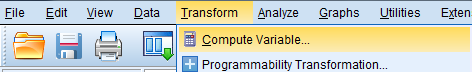 File Edit View Data Transform Analyze Graphs Utilities
Compute Variable...
Programmability Transformation...